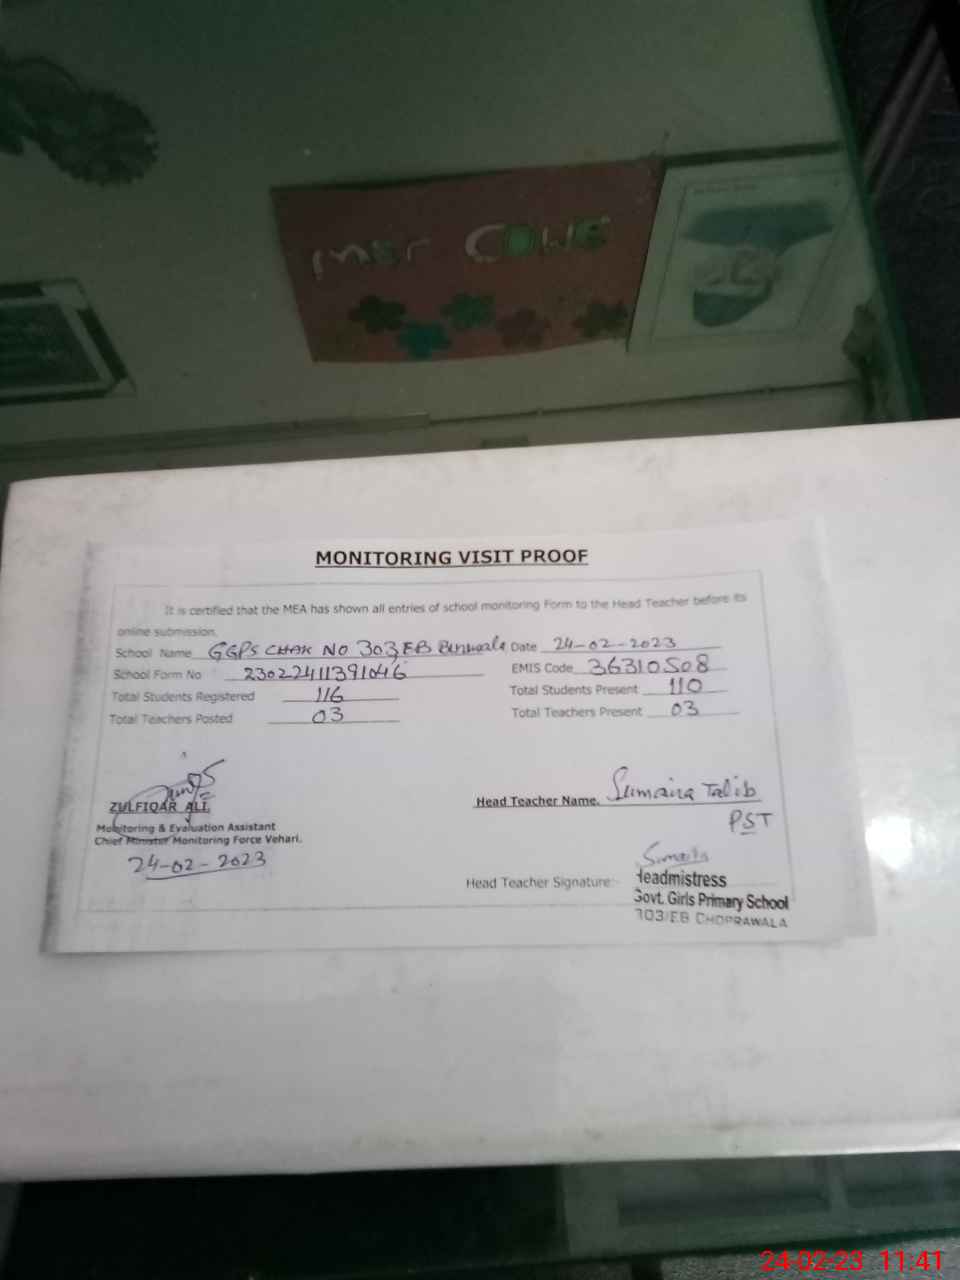 COWE
MONITORING VISIT PROOF
It is certified that the MEA has shown all entries of school monitoring Form to the Head Teacher before its
online submission.
School Name GGPS CHAK NO 303,EB Date 24-02-2023
School Form No 23022411391046 EMIS Code 36310508
Total Students Registered 116 Total Students Present 110
Total Teachers Posted 03 Total Teachers Present 03
ZULFIQAR ALI
Monitoring & Evaluation Assistant
Chief Minister Monitoring Force Vehari.
24-02-2023
Head Teacher Name. Sumaira Talib
PST
Head Teacher Signature:- Sumaira
Headmistress
Govt. Girls Primary School
303/EB CHOPRAWALA
24-02-23 11:41